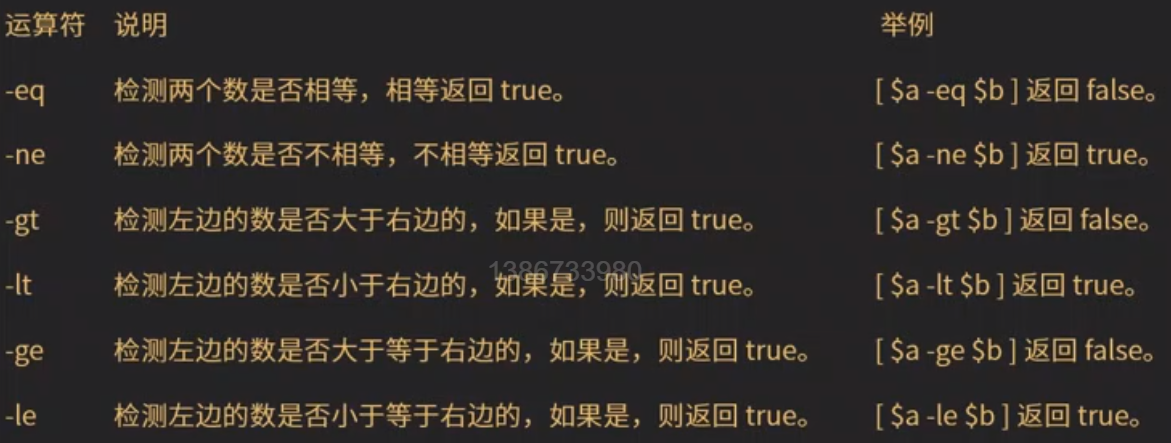 运算符 说明 举例
-eq 检测两个数是否相等，相等返回 true。 [ $a -eq $b ] 返回 false。
-ne 检测两个数是否不相等，不相等返回 true。 [ $a -ne $b ] 返回 true。
-gt 检测左边的数是否大于右边的，如果是，则返回 true。 [ $a -gt $b ] 返回 false。
1386733980
-lt 检测左边的数是否小于右边的，如果是，则返回 true。 [ $a -lt $b ] 返回 true。
-ge 检测左边的数是否大于等于右边的，如果是，则返回 true。 [ $a -ge $b ] 返回 false。
-le 检测左边的数是否小于等于右边的，如果是，则返回 true。 [ $a -le $b ] 返回 true。